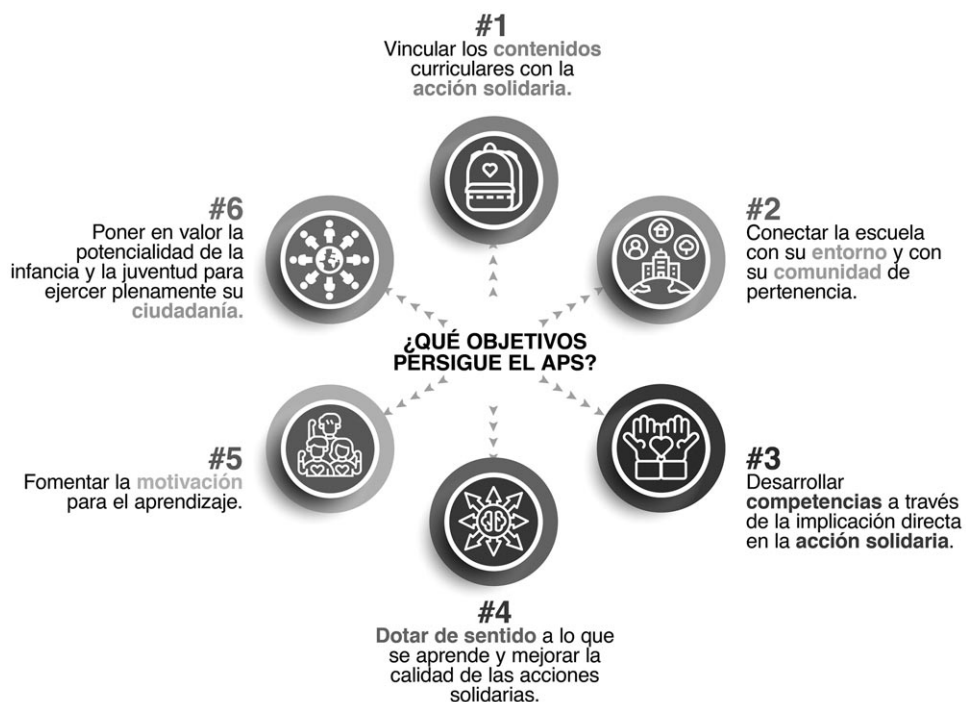 #1
Vincular los contenidos
curriculares con la
acción solidaria.
#6
Poner en valor la
potencialidad de la
infancia y la juventud para
ejercer plenamente su
ciudadanía.
#2
Conectar la escuela
con su entorno y con
su comunidad de
pertenencia.
¿QUÉ OBJETIVOS
PERSIGUE EL APS?
#5
Fomentar la motivación
para el aprendizaje.
#3
Desarrollar
competencias a través
de la implicación directa
en la acción solidaria.
#4
Dotar de sentido a lo que
se aprende y mejorar la
calidad de las acciones
solidarias.